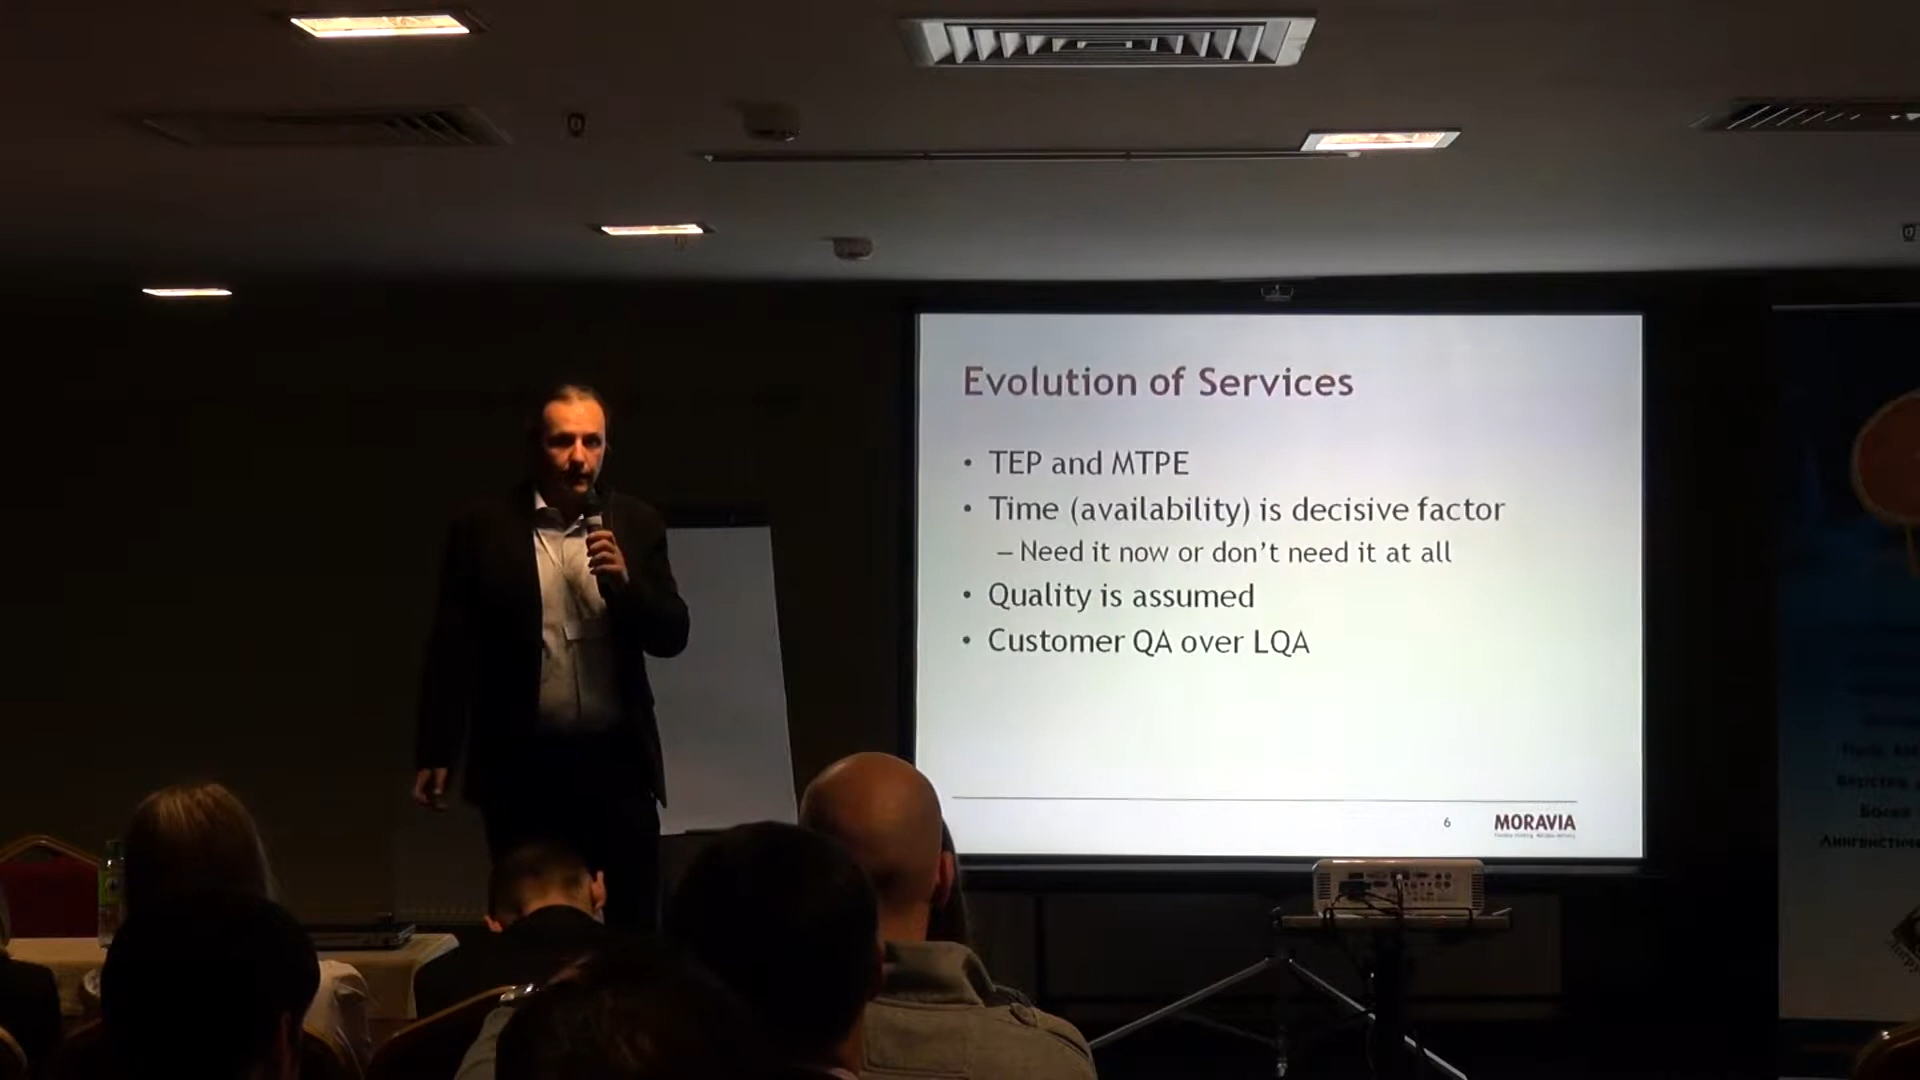 Evolution of Services
• TEP and MTPE
• Time (availability) is decisive factor
– Need it now or don't need it at all
• Quality is assumed
• Customer QA over LQA
6
MORAVIA